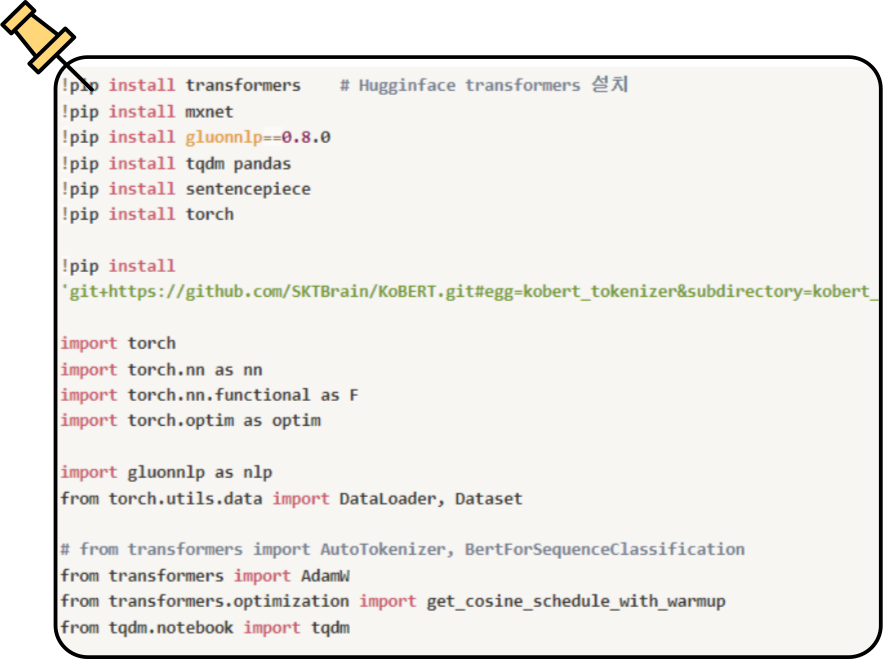 !pip install transformers    # Hugginface transformers 설치
!pip install mxnet
!pip install gluonnlp==0.8.0
!pip install tqdm pandas
!pip install sentencepiece
!pip install torch
!pip install
'git+https://github.com/SKTBrain/KoBERT.git#egg=kobert_tokenizer&subdirectory=kobert_
import torch
import torch.nn as nn
import torch.nn.functional as F
import torch.optim as optim
import gluonnlp as nlp
from torch.utils.data import DataLoader, Dataset
# from transformers import AutoTokenizer, BertForSequenceClassification
from transformers import AdamW
from transformers.optimization import get_cosine_schedule_with_warmup
from tqdm.notebook import tqdm